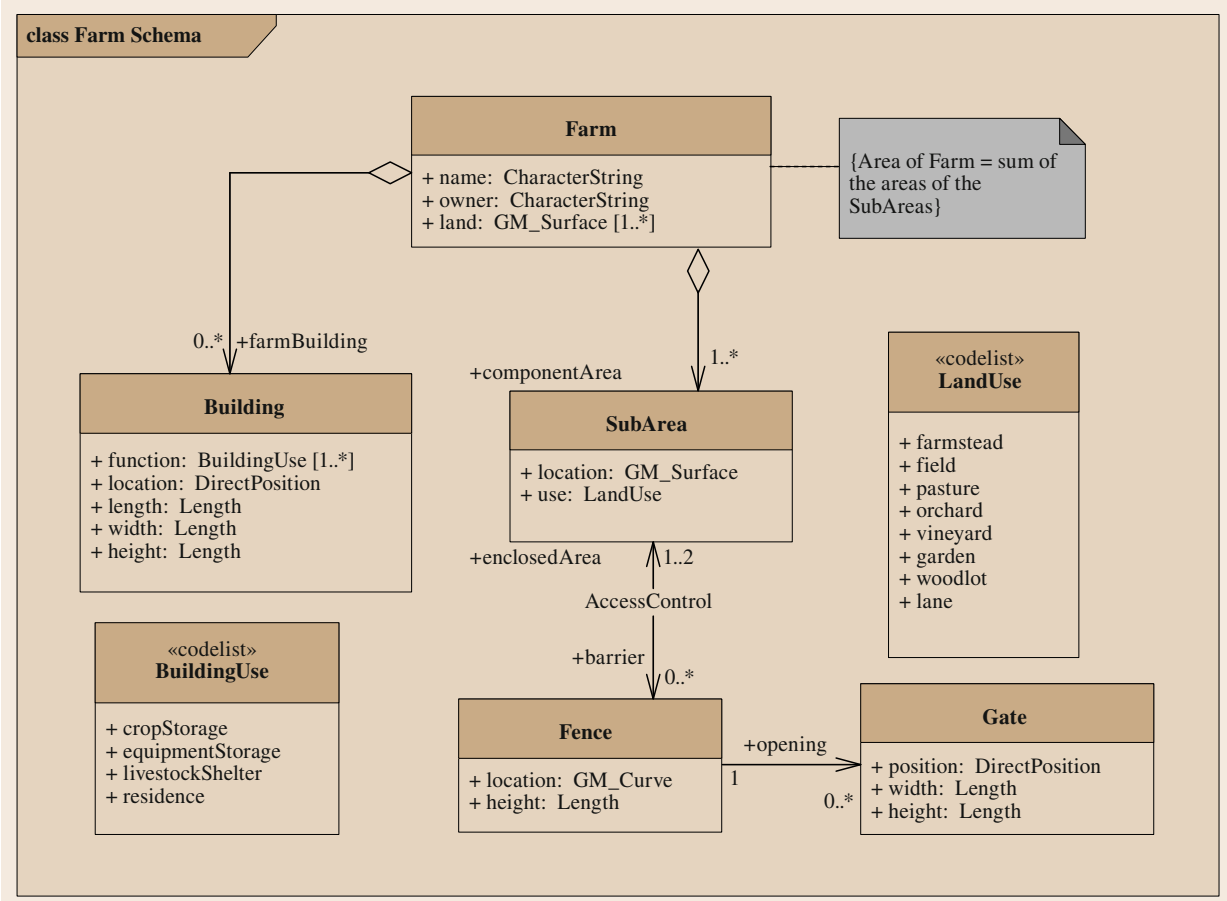 class Farm Schema
Farm
+ name: CharacterString
+ owner: CharacterString
+ land: GM_Surface [1..*]
{Area of Farm = sum of
the areas of the
SubAreas}
0..* +farmBuilding
1..*
+componentArea
Building
+ function: BuildingUse [1..*]
+ location: DirectPosition
+ length: Length
+ width: Length
+ height: Length
SubArea
+ location: GM_Surface
+ use: LandUse
«codelist»
LandUse
+ farmstead
+ field
+ pasture
+ orchard
+ vineyard
+ garden
+ woodlot
+ lane
+enclosedArea 1..2
AccessControl
+barrier
0..*
«codelist»
BuildingUse
+ cropStorage
+ equipmentStorage
+ livestockShelter
+ residence
Fence
+ location: GM_Curve
+ height: Length
+opening
1
0..*
Gate
+ position: DirectPosition
+ width: Length
+ height: Length